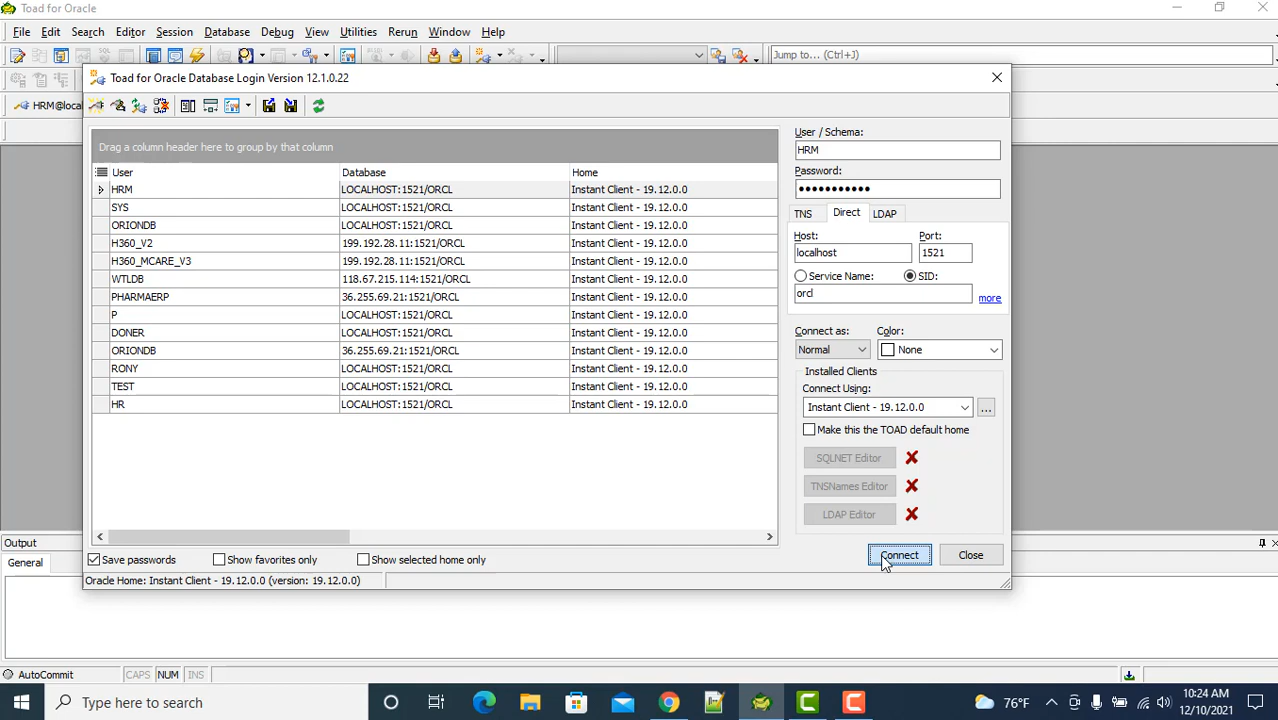 Toad for Oracle
File Edit Search Editor Session Database Debug View Utilities Rerun Window Help
Jump to... (Ctrl+J)
Toad for Oracle Database Login Version 12.1.0.22
HRM@local
Drag a column header here to group by that column
User Database Home
HRM LOCALHOST:1521/ORCL Instant Client - 19.12.0.0
SYS LOCALHOST:1521/ORCL Instant Client - 19.12.0.0
ORIONDB LOCALHOST:1521/ORCL Instant Client - 19.12.0.0
H360_V2 199.192.28.11:1521/ORCL Instant Client - 19.12.0.0
H360_MCARE_V3 199.192.28.11:1521/ORCL Instant Client - 19.12.0.0
WTLDB 118.67.215.114:1521/ORCL Instant Client - 19.12.0.0
PHARMAERP 36.255.69.21:1521/ORCL Instant Client - 19.12.0.0
P LOCALHOST:1521/ORCL Instant Client - 19.12.0.0
DONER LOCALHOST:1521/ORCL Instant Client - 19.12.0.0
ORIONDB 36.255.69.21:1521/ORCL Instant Client - 19.12.0.0
RONY LOCALHOST:1521/ORCL Instant Client - 19.12.0.0
TEST LOCALHOST:1521/ORCL Instant Client - 19.12.0.0
HR LOCALHOST:1521/ORCL Instant Client - 19.12.0.0
User / Schema:
HRM
Password:
TNS Direct LDAP
Host: Port:
localhost 1521
Service Name: SID:
orcl more
Connect as: Color:
Normal None
Installed Clients
Connect Using:
Instant Client - 19.12.0.0 ...
Make this the TOAD default home
SQLNET Editor
TNSNames Editor
LDAP Editor
Connect Close
Save passwords Show favorites only Show selected home only
Oracle Home: Instant Client - 19.12.0.0 (version: 19.12.0.0)
Output
General
AutoCommit CAPS NUM INS
Type here to search
76°F
10:24 AM
12/10/2021